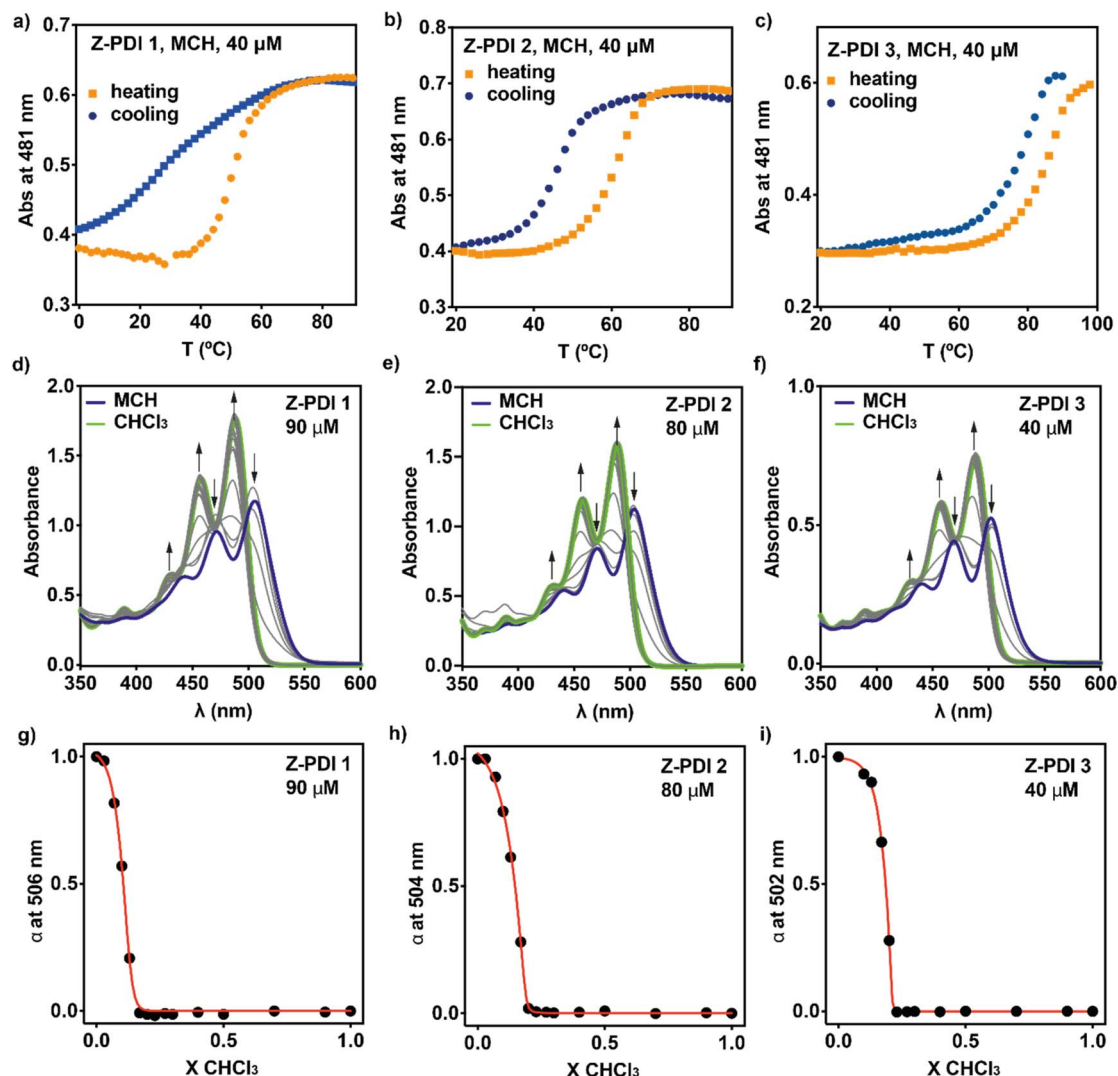 a)
Z-PDI 1, MCH, 40 µM
heating
cooling
Abs at 481 nm
0.7
0.6
0.5
0.4
0.3
0 20 40 60 80
T (ºC)
b)
Z-PDI 2, MCH, 40 µM
heating
cooling
Abs at 481 nm
0.8
0.7
0.6
0.5
0.4
0.3
20 40 60 80
T (ºC)
c)
Z-PDI 3, MCH, 40 µM
heating
cooling
Abs at 481 nm
0.6
0.4
0.2
20 40 60 80 100
T (ºC)
d)
MCH
CHCl₃
Z-PDI 1
90 µM
Absorbance
2.0
1.5
1.0
0.5
0.0
350 400 450 500 550 600
λ (nm)
e)
MCH
CHCl₃
Z-PDI 2
80 µM
Absorbance
2.0
1.5
1.0
0.5
0.0
350 400 450 500 550 600
λ (nm)
f)
MCH
CHCl₃
Z-PDI 3
40 µM
Absorbance
1.0
0.5
0.0
350 400 450 500 550 600
λ (nm)
g)
Z-PDI 1
90 µM
α at 506 nm
1.0
0.5
0.0
0.0 0.5 1.0
X CHCl₃
h)
Z-PDI 2
80 µM
α at 504 nm
1.0
0.5
0.0
0.0 0.5 1.0
X CHCl₃
i)
Z-PDI 3
40 µM
α at 502 nm
1.0
0.5
0.0
0.0 0.5 1.0
X CHCl₃